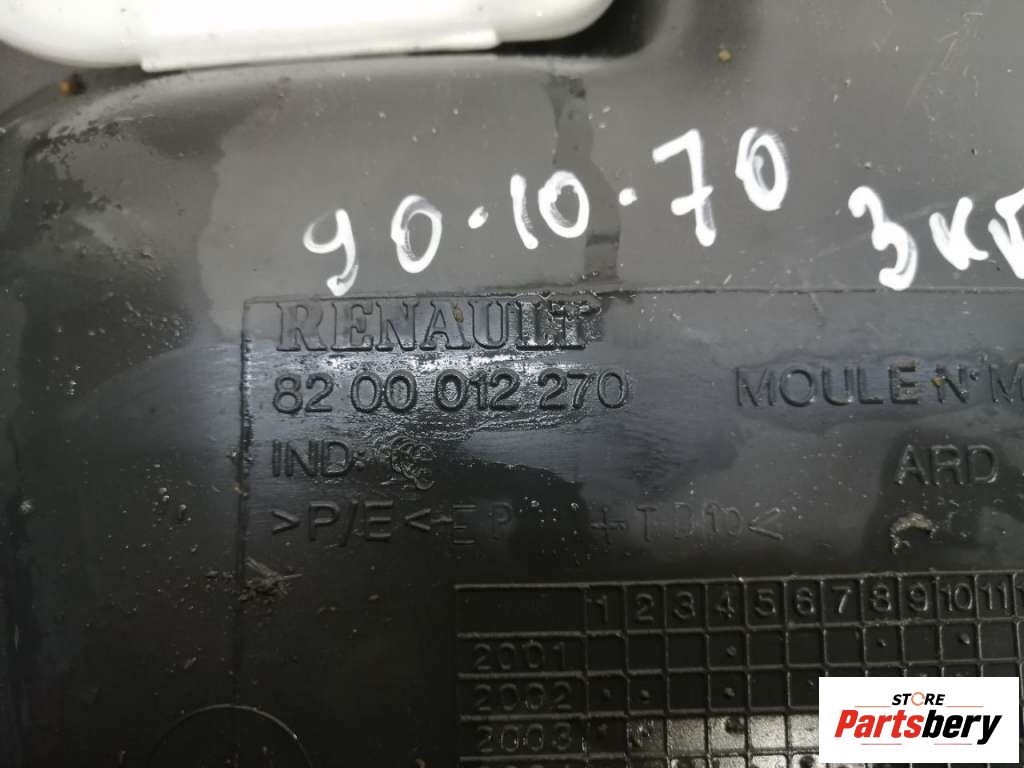 90.10.70 3кг
RENAULT
82 00 012 270 MOULE N° M
IND: ARD
>P/E<
1 2 3 4 5 6 7 8 9 10 11
2001
2002
2003
STORE
Partsbery